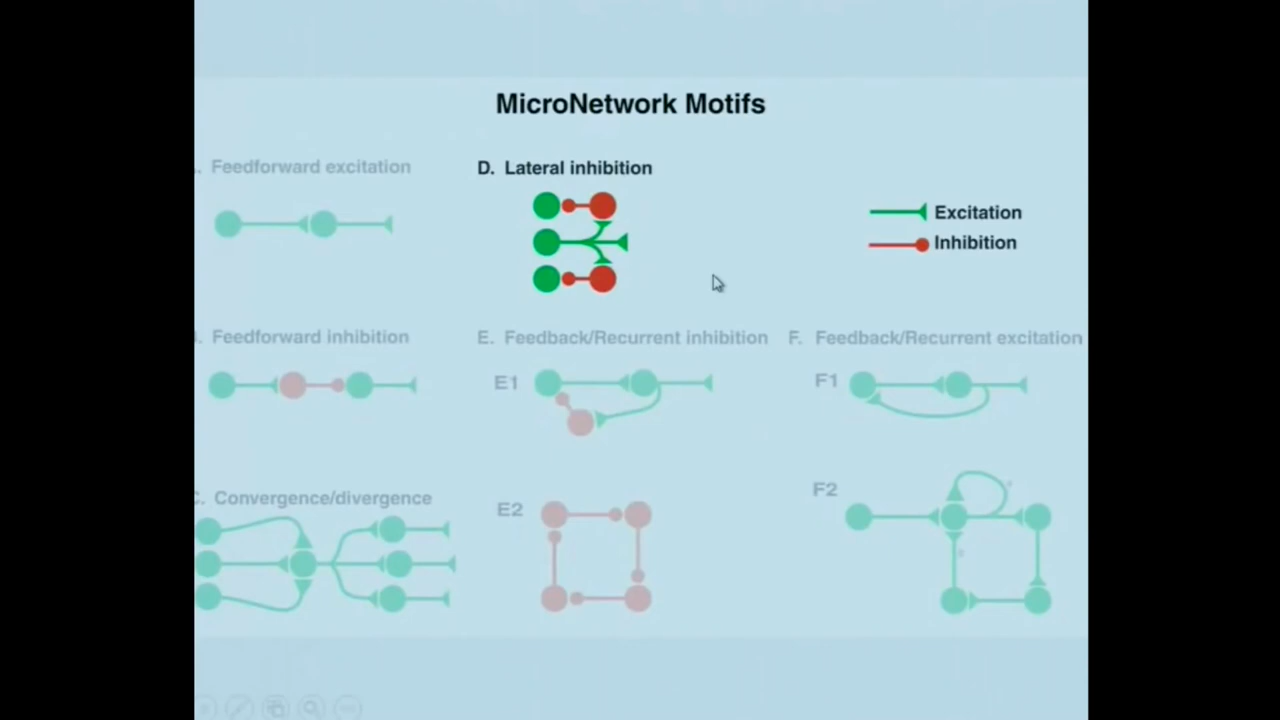 MicroNetwork Motifs
. Feedforward excitation
D. Lateral inhibition
Excitation
Inhibition
. Feedforward inhibition
E. Feedback/Recurrent inhibition
F. Feedback/Recurrent excitation
E1
F1
C. Convergence/divergence
E2
F2